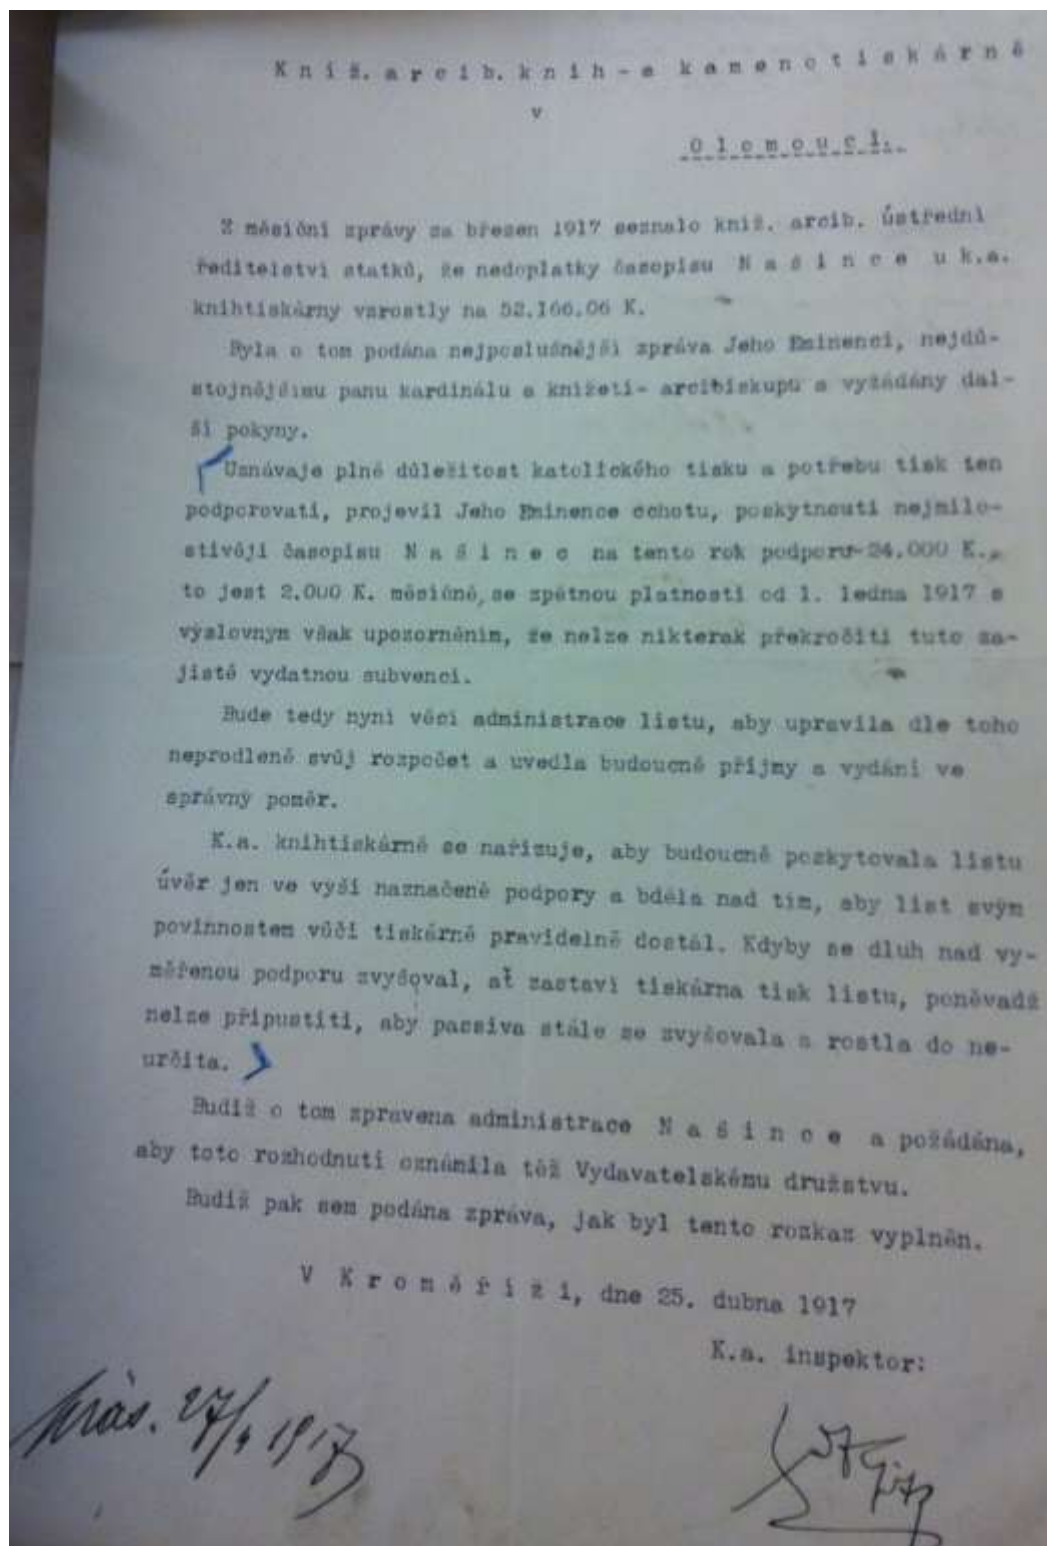 K n í ž. a r c i b. k n i h - a k a m e n o t i s k á r n ě
v
O l o m o u c i.
Z měsíční zprávy za březen 1917 seznalo kníž. arcib. ústřední
ředitelství statků, že nedoplatky časopisu N a š i n c e u k.a.
knihtiskárny vzrostly na 52.166.06 K.
Byla o tom podána nejposlušnější zpráva Jeho Eminenci, nejdů-
stojnějšímu panu kardinálu a knížeti- arcibiskupu a vyžádány dal-
ší pokyny.
Uznávaje plně důležitost katolického tisku a potřebu tisk ten
podporovati, projevil Jeho Eminence ochotu, poskytnouti nejmilo-
stivěji časopisu N a š i n e c na tento rok podporu 24.000 K.,
to jest 2.000 K. měsíčně, se zpětnou platností od 1. ledna 1917 s
výslovným však upozorněním, že nelze nikterak překročiti tuto za-
jistě vydatnou subvenci.
Bude tedy nyní věcí administrace listu, aby upravila dle toho
neprodleně svůj rozpočet a uvedla budoucně příjmy a vydání ve
správný poměr.
K.a. knihtiskárně se nařizuje, aby budoucně poskytovala listu
úvěr jen ve výši naznačené podpory a bděla nad tím, aby list svým
povinnostem vůči tiskárně pravidelně dostál. Kdyby se dluh nad vy-
měřenou podporu zvyšoval, ať zastaví tiskárna tisk listu, poněvadž
nelze připustiti, aby passiva stále se zvyšovala a rostla do ne-
určita.
Budiž o tom zpravena administrace N a š i n c e a požádána,
aby toto rozhodnutí oznámila též Vydavatelskému družstvu.
Budiž pak sem podána zpráva, jak byl tento rozkaz vyplněn.
V K r o m ě ř í ž i, dne 25. dubna 1917
K.a. inspektor:
27/4 1917